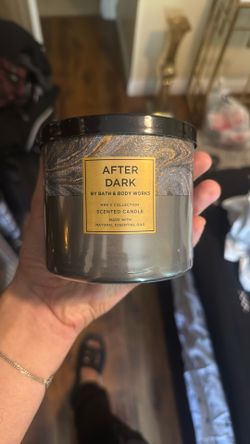 AFTER
DARK
BY BATH & BODY WORKS
MEN'S COLLECTION
SCENTED CANDLE
MADE WITH
NATURAL ESSENTIAL OILS